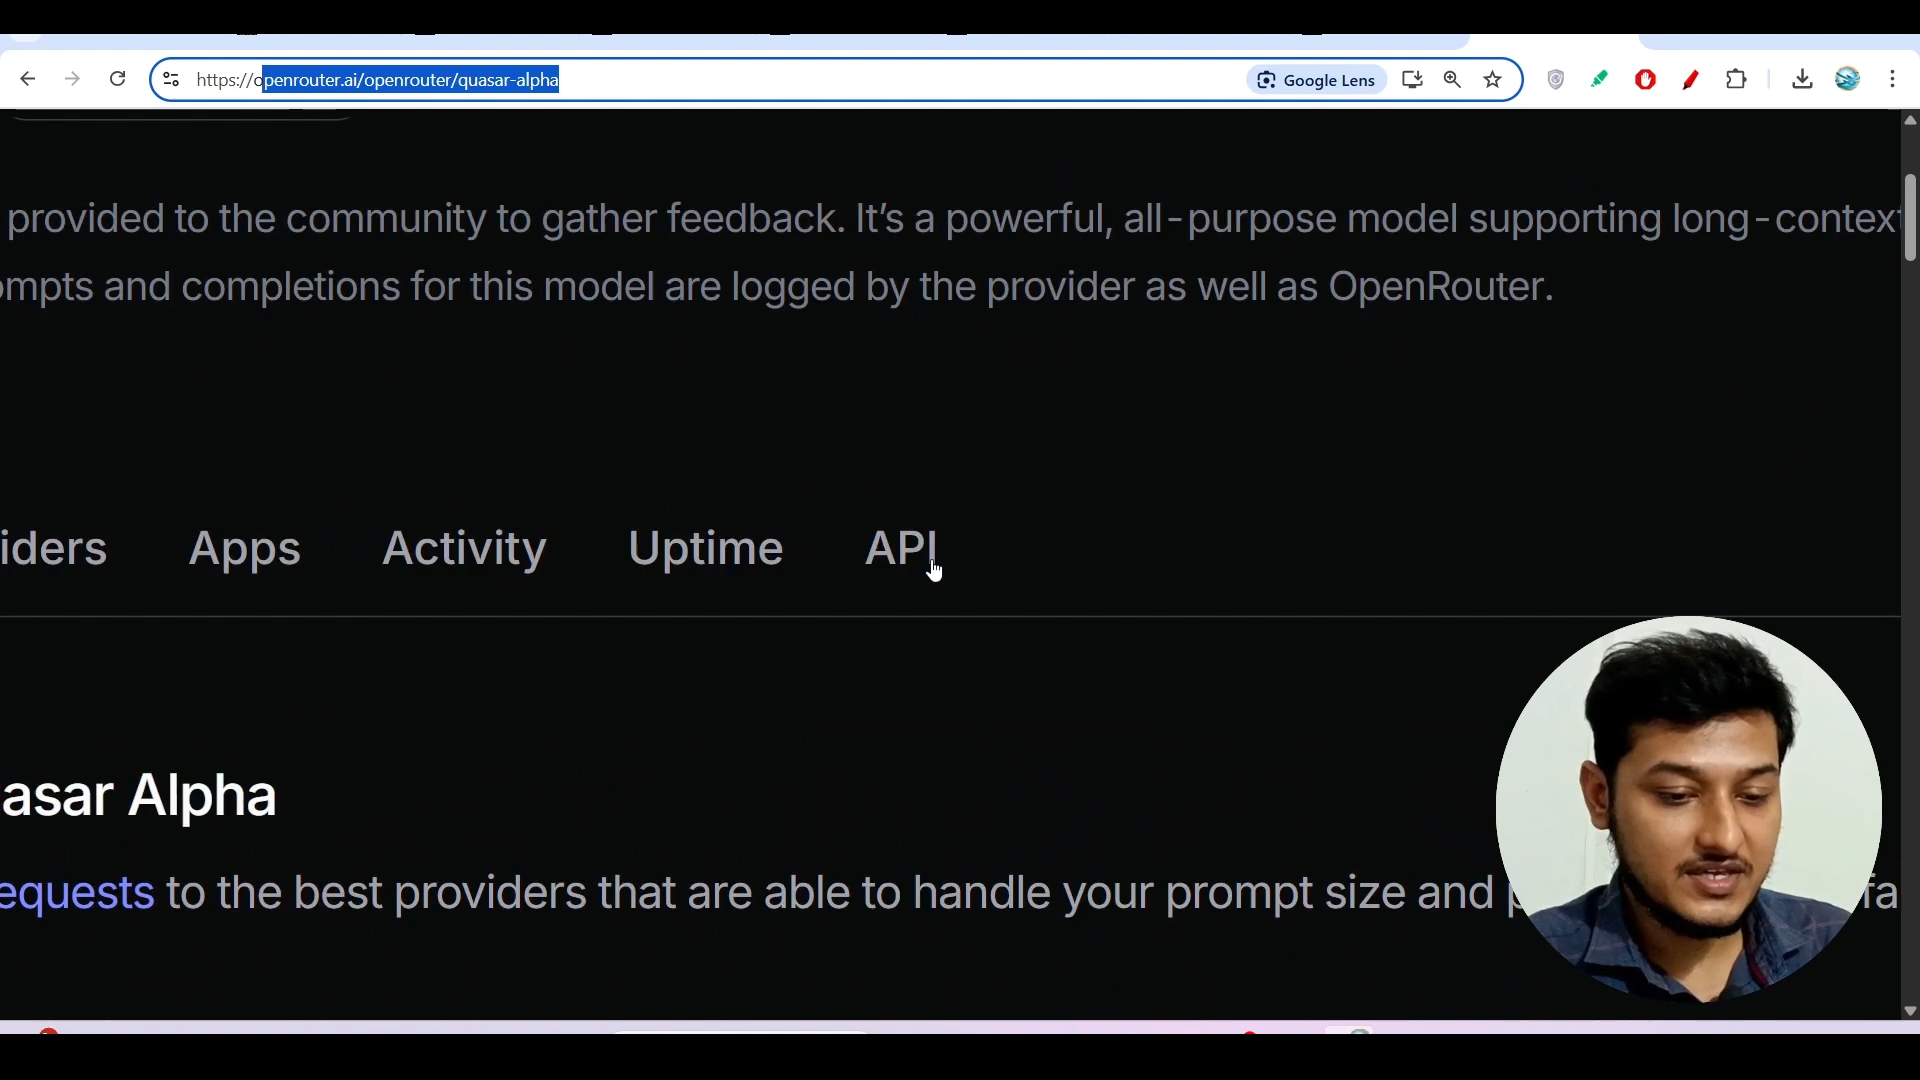 https://openrouter.ai/openrouter/quasar-alpha
Google Lens
provided to the community to gather feedback. It's a powerful, all-purpose model supporting long-context
ompts and completions for this model are logged by the provider as well as OpenRouter.
iders Apps Activity Uptime API
asar Alpha
equests to the best providers that are able to handle your prompt size and p fa